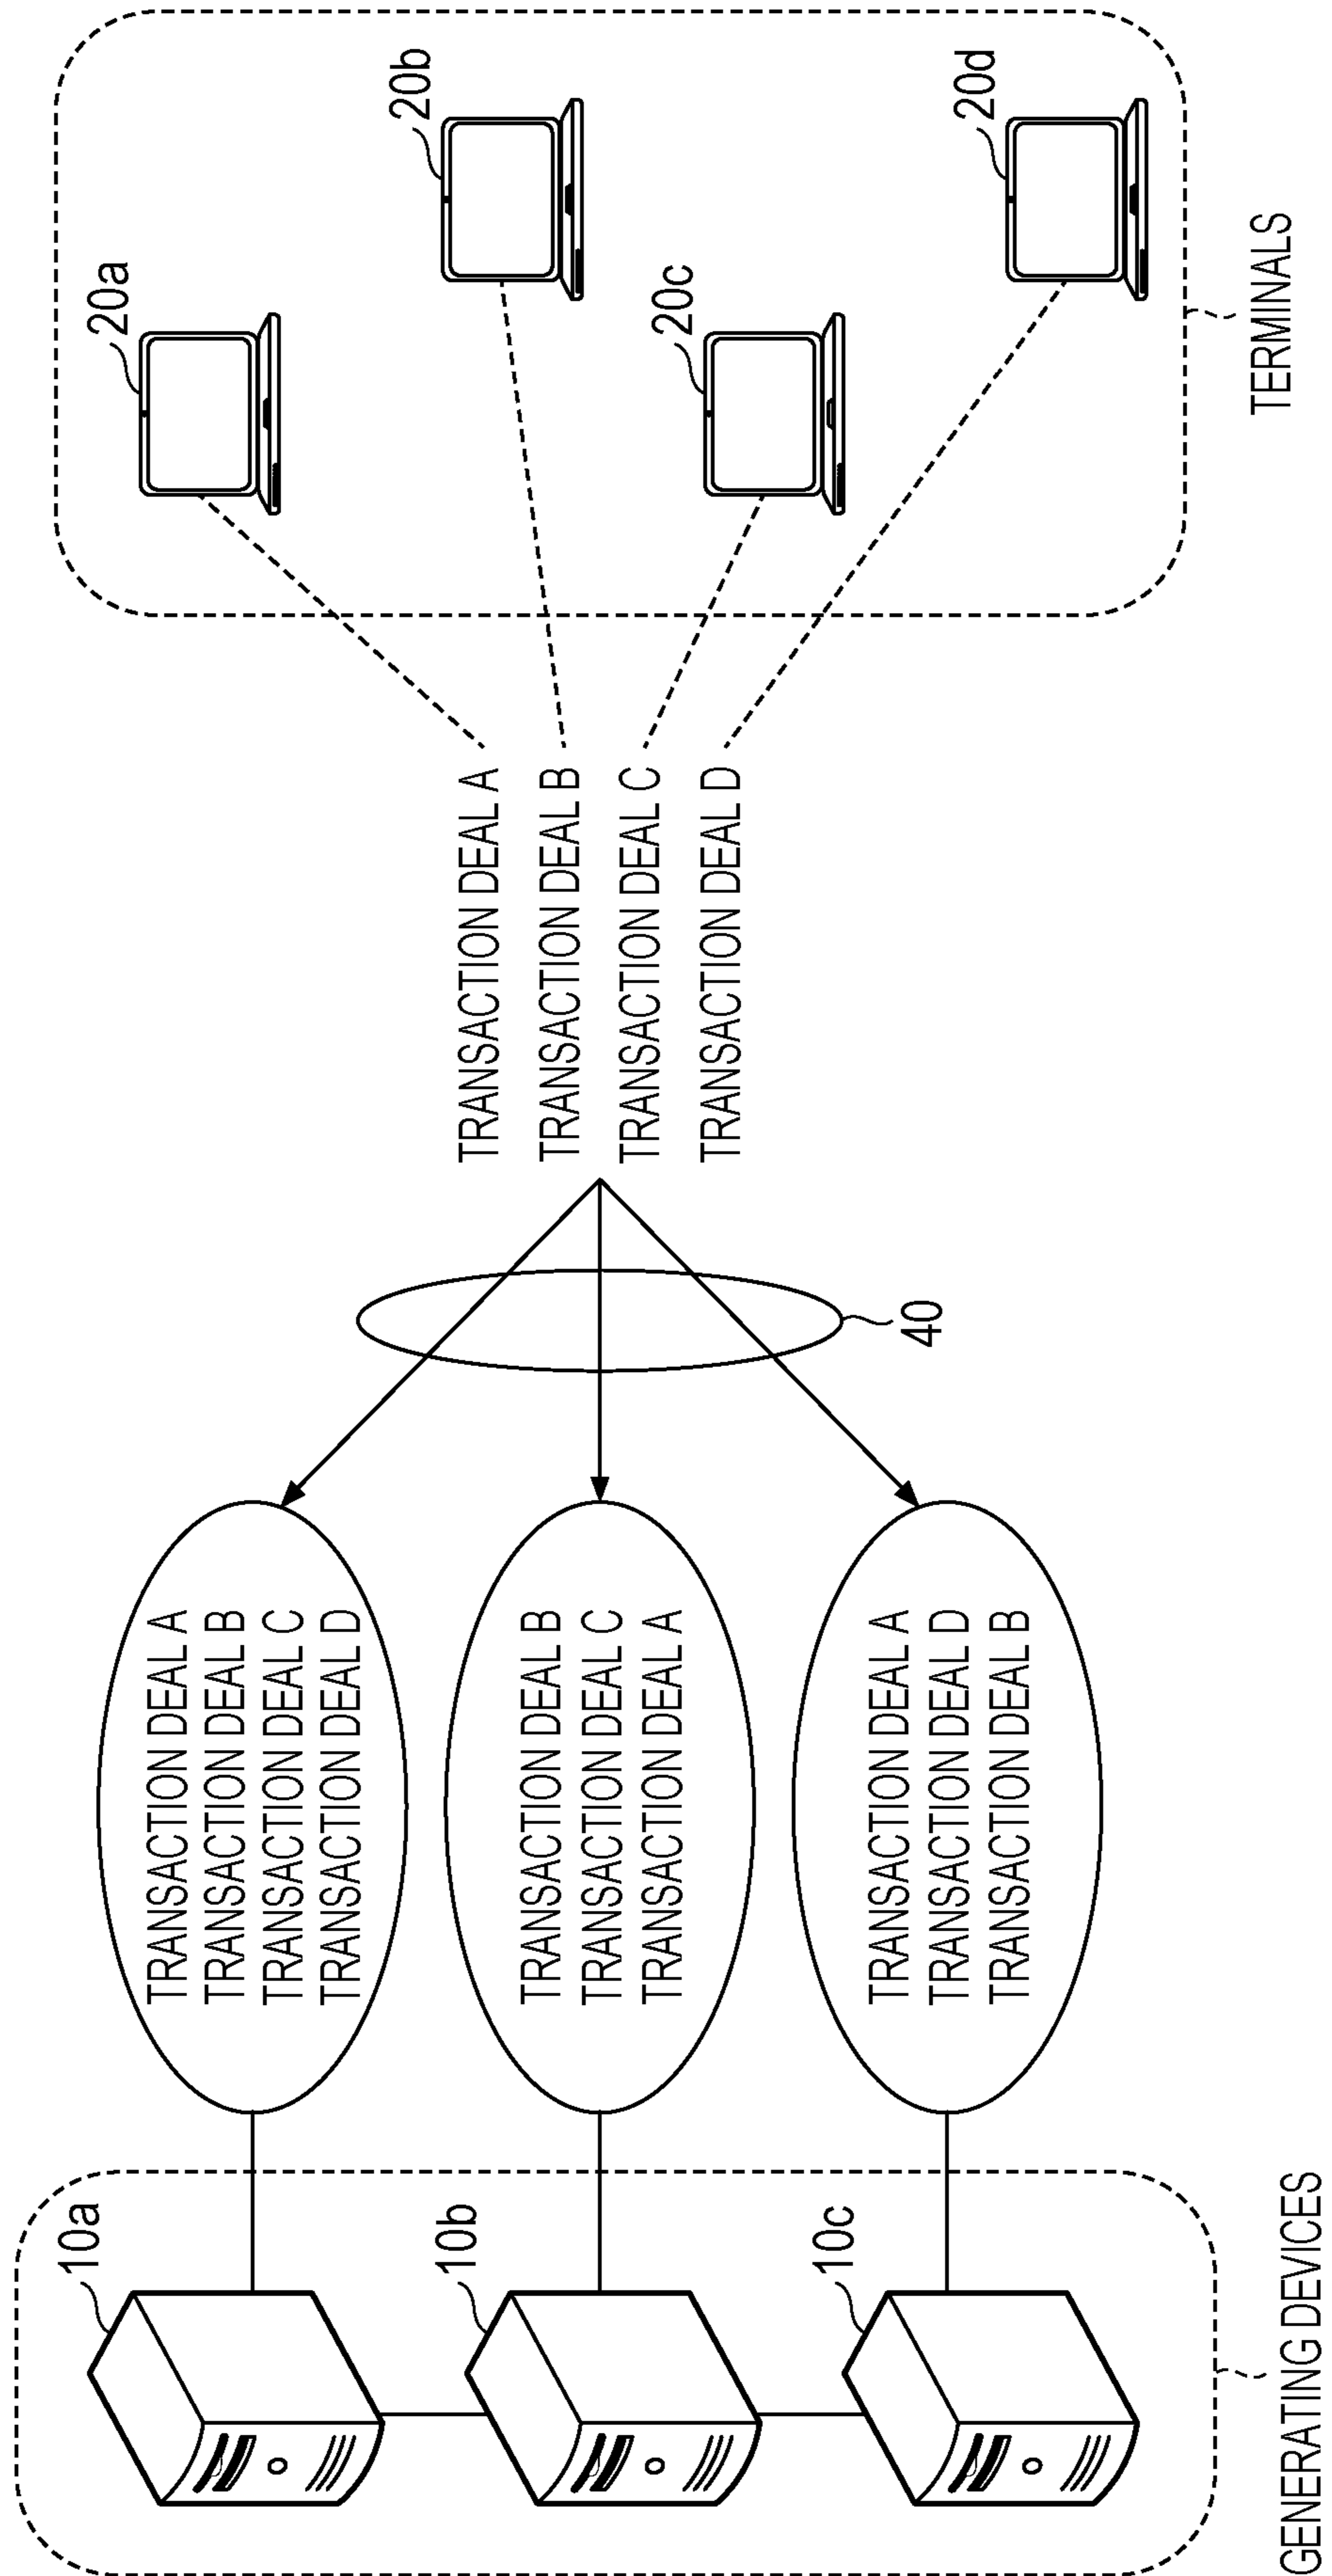 10a
10b
10c
GENERATING DEVICES
TRANSACTION DEAL A
TRANSACTION DEAL B
TRANSACTION DEAL C
TRANSACTION DEAL D
TRANSACTION DEAL B
TRANSACTION DEAL C
TRANSACTION DEAL A
TRANSACTION DEAL A
TRANSACTION DEAL D
TRANSACTION DEAL B
40
TRANSACTION DEAL A
TRANSACTION DEAL B
TRANSACTION DEAL C
TRANSACTION DEAL D
20a
20b
20c
20d
TERMINALS